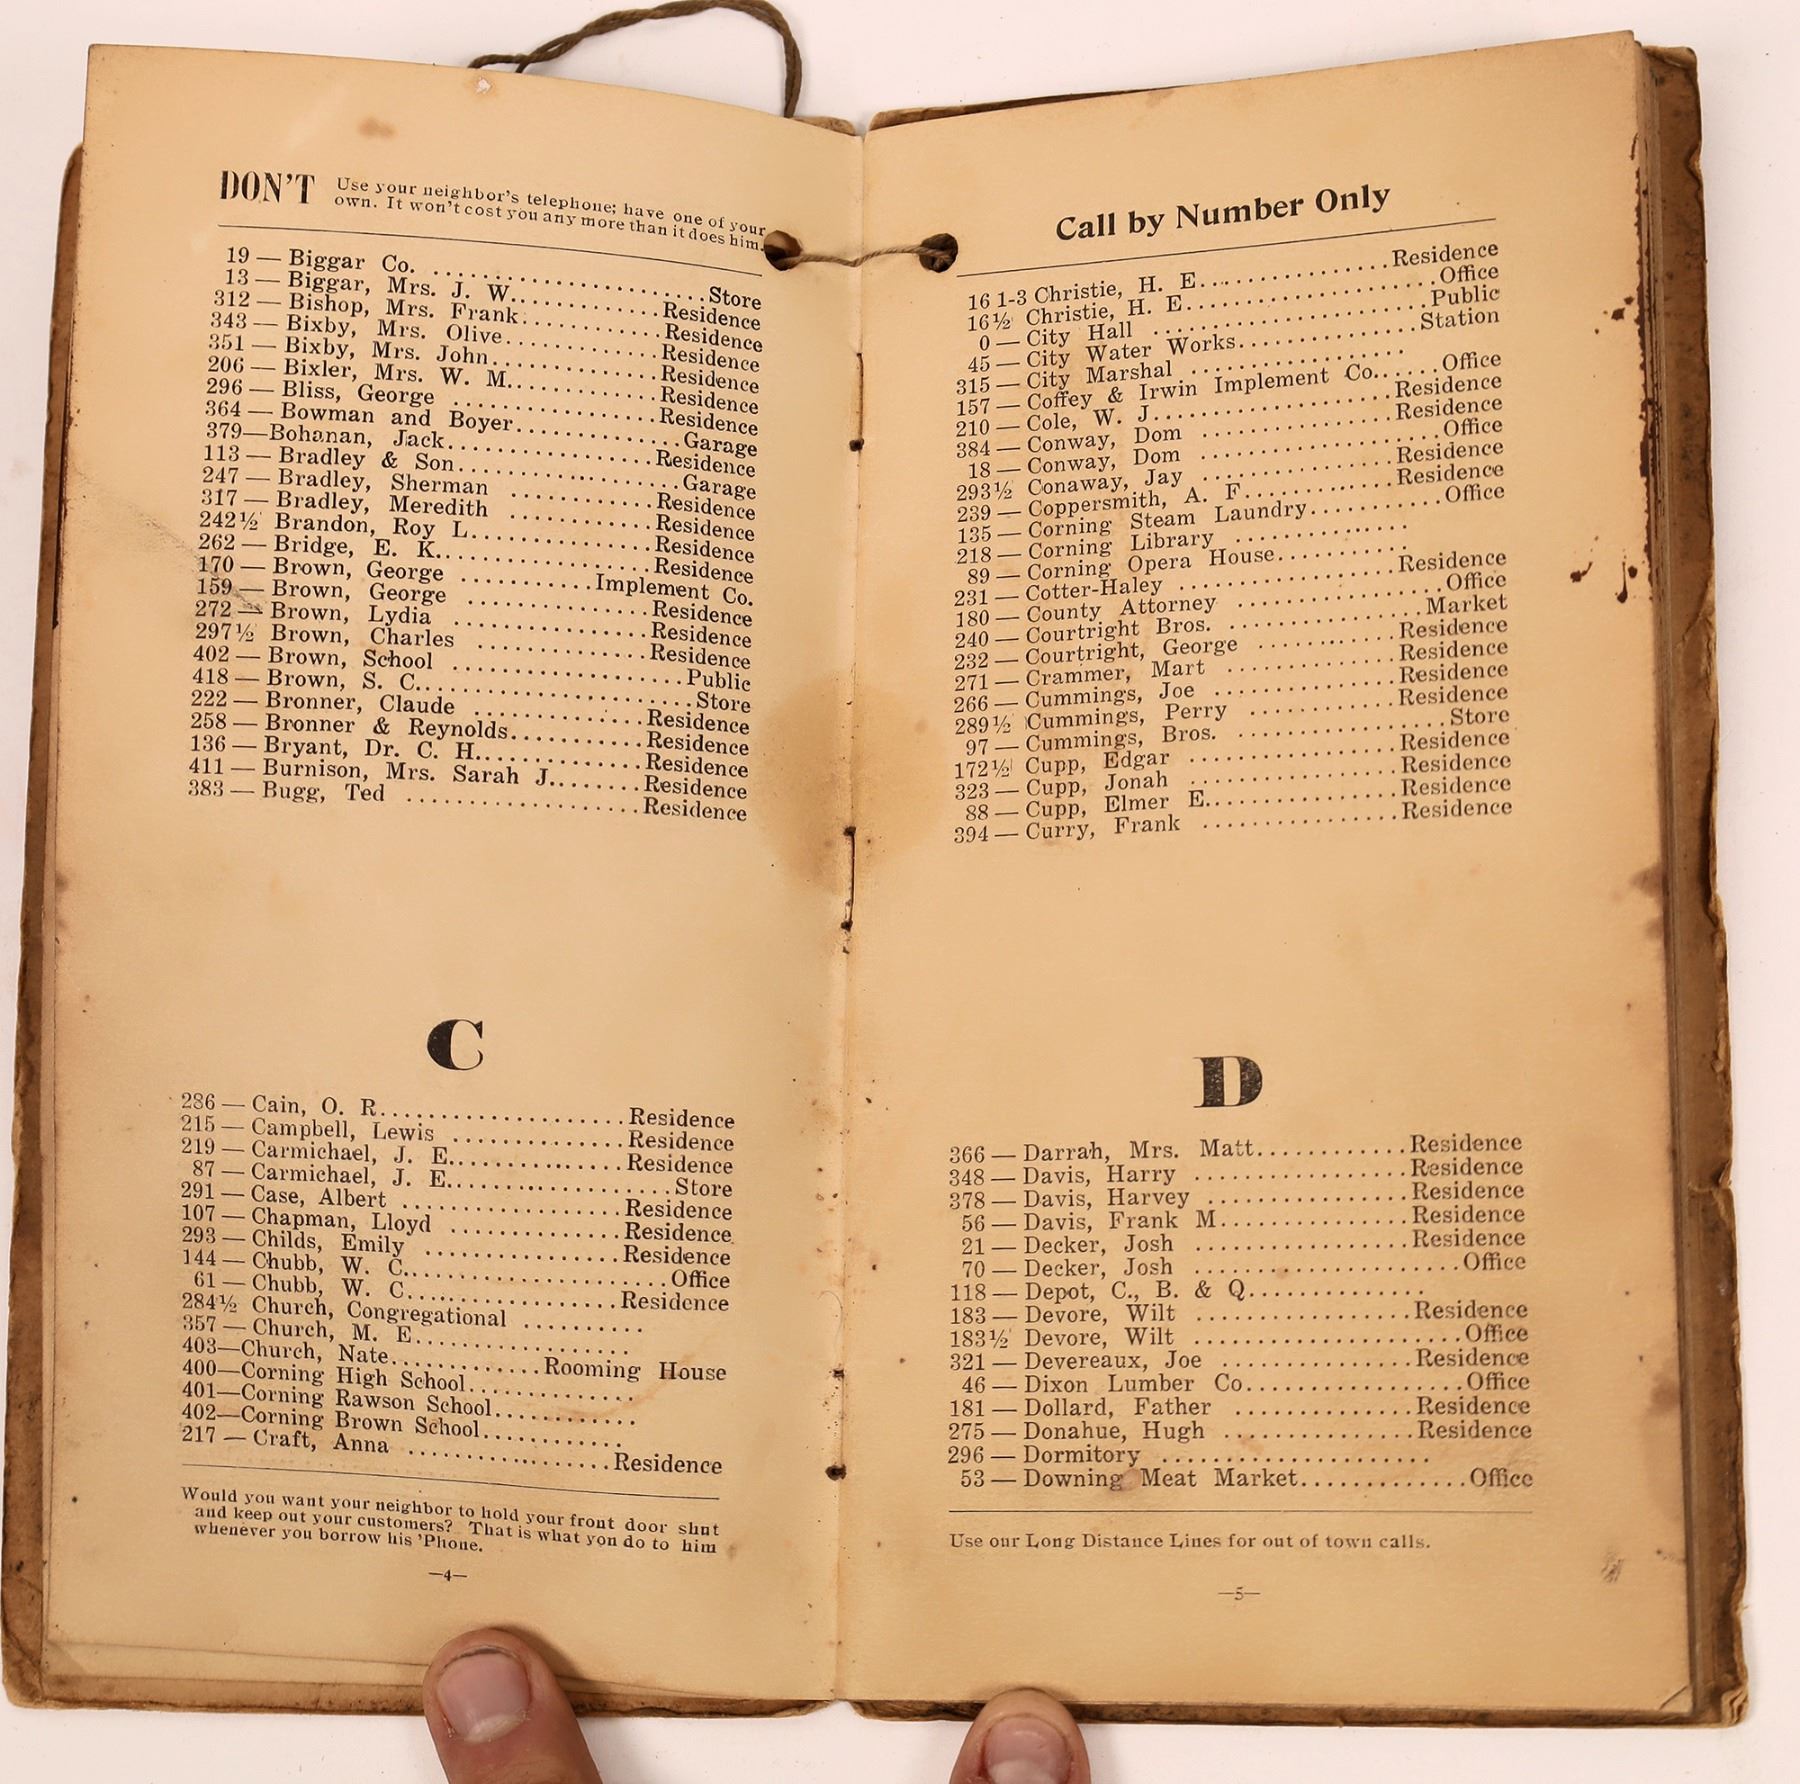 DON'T Use your neighbor's telephone; have one of your
own. It won't cost you any more than it does him.
19 — Biggar Co. ................Store
13 — Biggar, Mrs. J. W............Residence
312 — Bishop, Mrs. Frank...........Residence
343 — Bixby, Mrs. Olive............Residence
351 — Bixby, Mrs. John.............Residence
206 — Bixler, Mrs. W. M............Residence
296 — Bliss, George ...............Residence
364 — Bowman and Boyer.............Garage
379—Bohanan, Jack..................Residence
113 — Bradley & Son................Garage
247 — Bradley, Sherman ............Residence
317 — Bradley, Meredith ...........Residence
242½ Brandon, Roy L................Residence
262 — Bridge, E. K.................Residence
170 — Brown, George ...........Implement Co.
159 — Brown, George ...............Residence
272 — Brown, Lydia ................Residence
297½ Brown, Charles ...............Residence
402 — Brown, School ...............Public
418 — Brown, S. C..................Store
222 — Bronner, Claude .............Residence
258 — Bronner & Reynolds...........Residence
136 — Bryant, Dr. C. H.............Residence
411 — Burnison, Mrs. Sarah J.......Residence
383 — Bugg, Ted ...................Residence
C
286 — Cain, O. R...................Residence
215 — Campbell, Lewis .............Residence
219 — Carmichael, J. E.............Residence
87 — Carmichael, J. E..............Store
291 — Case, Albert ................Residence
107 — Chapman, Lloyd ..............Residence
293 — Childs, Emily ...............Residence
144 — Chubb, W. C..................Office
61 — Chubb, W. C...................Residence
284½ Church, Congregational ..........
357 — Church, M. E..................
403—Church, Nate.............Rooming House
400—Corning High School..............
401—Corning Rawson School............
402—Corning Brown School............
217 — Craft, Anna .................Residence
Would you want your neighbor to hold your front door shut
and keep out your customers? That is what you do to him
whenever you borrow his 'Phone.
—4—
Call by Number Only
16 1-3 Christie, H. E..............Residence
16½ Christie, H. E.................Office
0 — City Hall .....................Public
45 — City Water Works..............Station
315 — City Marshal ...............
157 — Coffey & Irwin Implement Co......Office
210 — Cole, W. J...................Residence
384 — Conway, Dom .................Residence
18 — Conway, Dom ..................Office
293½ Conaway, Jay .................Residence
239 — Coppersmith, A. F............Residence
135 — Corning Steam Laundry...........Office
218 — Corning Library ..............
89 — Corning Opera House...........
231 — Cotter-Haley ................Residence
180 — County Attorney .............Office
240 — Courtright Bros. ............Market
232 — Courtright, George ..........Residence
271 — Crammer, Mart ...............Residence
266 — Cummings, Joe ...............Residence
289½ Cummings, Perry ..............Residence
97 — Cummings, Bros. ..............Store
172½ Cupp, Edgar ..................Residence
323 — Cupp, Jonah .................Residence
88 — Cupp, Elmer E.................Residence
394 — Curry, Frank ................Residence
D
366 — Darrah, Mrs. Matt............Residence
348 — Davis, Harry ................Residence
378 — Davis, Harvey ...............Residence
56 — Davis, Frank M................Residence
21 — Decker, Josh .................Residence
70 — Decker, Josh .................Office
118 — Depot, C., B. & Q..............
183 — Devore, Wilt ................Residence
183½ Devore, Wilt .................Office
321 — Devereaux, Joe ..............Residence
46 — Dixon Lumber Co...............Office
181 — Dollard, Father .............Residence
275 — Donahue, Hugh ...............Residence
296 — Dormitory ......................
53 — Downing Meat Market.............Office
Use our Long Distance Lines for out of town calls.
—5—